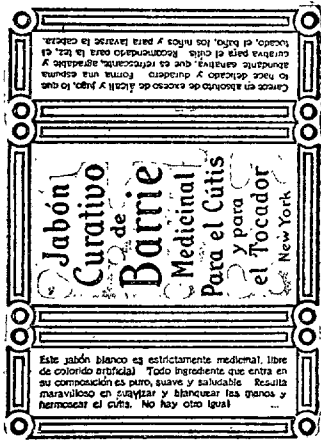 Carece en absoluto de exceso de álcali y jugo, lo que
lo hace delicado y duradero Forma una espuma
abundante sanativa, que es refrescante, agradable y
curativa para el cutis Recomendado para la tez, el
tocado, el baño, los niños y para lavarse la cabeza.
Jabón
Curativo
de
Barrie
Medicinal
Para el Cútis
y para
el Tocador
New York
Este jabón blanco es estrictamente medicinal, libre
de colorido artificial Todo ingrediente que entra en
su composición es puro, suave y saludable Resulta
maravilloso en suavizar y blanquear las manos y
hermosear el cútis. No hay otro igual